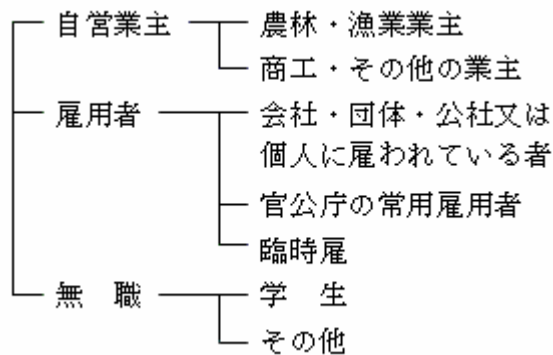 自営業主 農林・漁業業主
商工・その他の業主
雇用者 会社・団体・公社又は
個人に雇われている者
官公庁の常用雇用者
臨時雇
無 職 学 生
その他